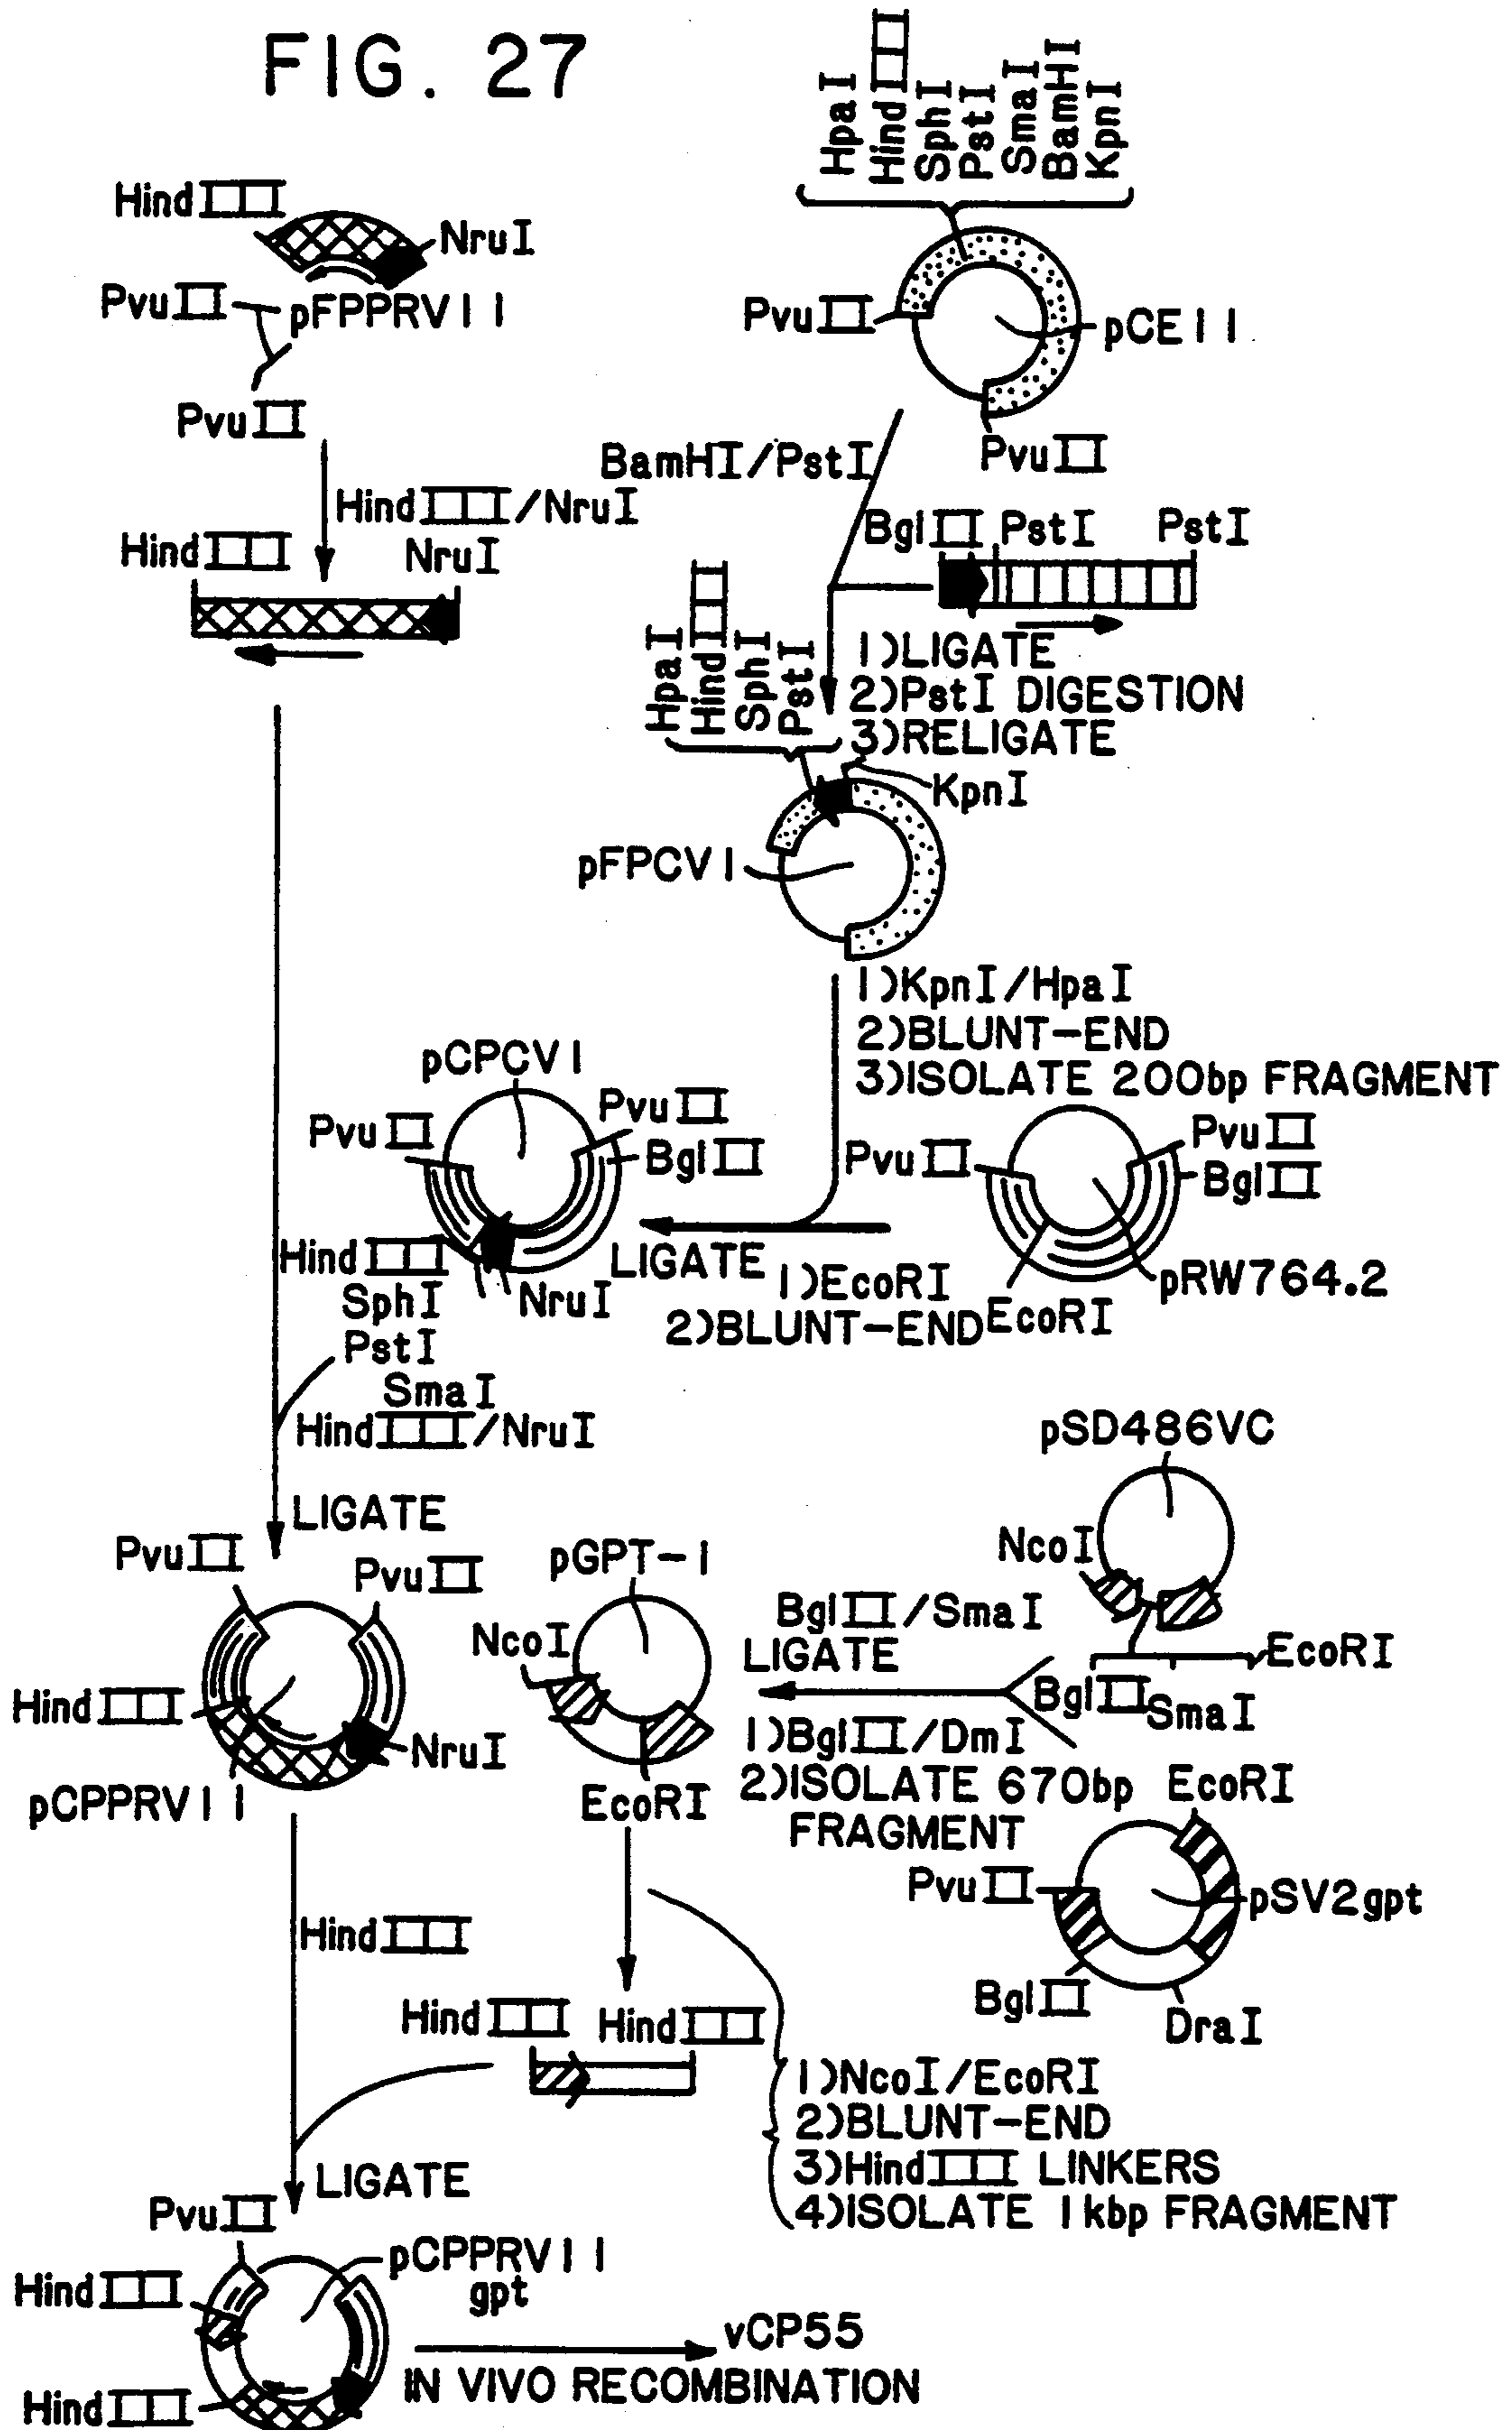 FIG. 27
HpaI
HindIII
SphI
PstI
SmaI
BamHI
KpnI
HindIII
NruI
PvuII
pFPPRV11
PvuII
PvuII
pCE11
PvuII
HindIII/NruI
BamHI/PstI
HindIII
NruI
BglII
PstI
PstI
HpaI
HindIII
SphI
PstI
1)LIGATE
2)PstI DIGESTION
3)RELIGATE
KpnI
pFPCV1
1)KpnI/HpaI
2)BLUNT-END
3)ISOLATE 200bp FRAGMENT
pCPCV1
PvuII
PvuII
BglII
PvuII
PvuII
BglII
HindIII
SphI
PstI
NruI
LIGATE
1)EcoRI
2)BLUNT-END
EcoRI
pRW764.2
SmaI
HindIII/NruI
LIGATE
pSD486VC
NcoI
EcoRI
BglII
SmaI
BglII/SmaI
LIGATE
1)BglII/DmI
2)ISOLATE 670bp
FRAGMENT
pGPT-1
NcoI
EcoRI
PvuII
PvuII
HindIII
NruI
pCPPRV11
EcoRI
PvuII
pSV2gpt
BglII
DraI
HindIII
HindIII
HindIII
1)NcoI/EcoRI
2)BLUNT-END
3)HindIII LINKERS
4)ISOLATE 1kbp FRAGMENT
LIGATE
PvuII
HindIII
pCPPRV11
gpt
HindIII
vCP55
IN VIVO RECOMBINATION